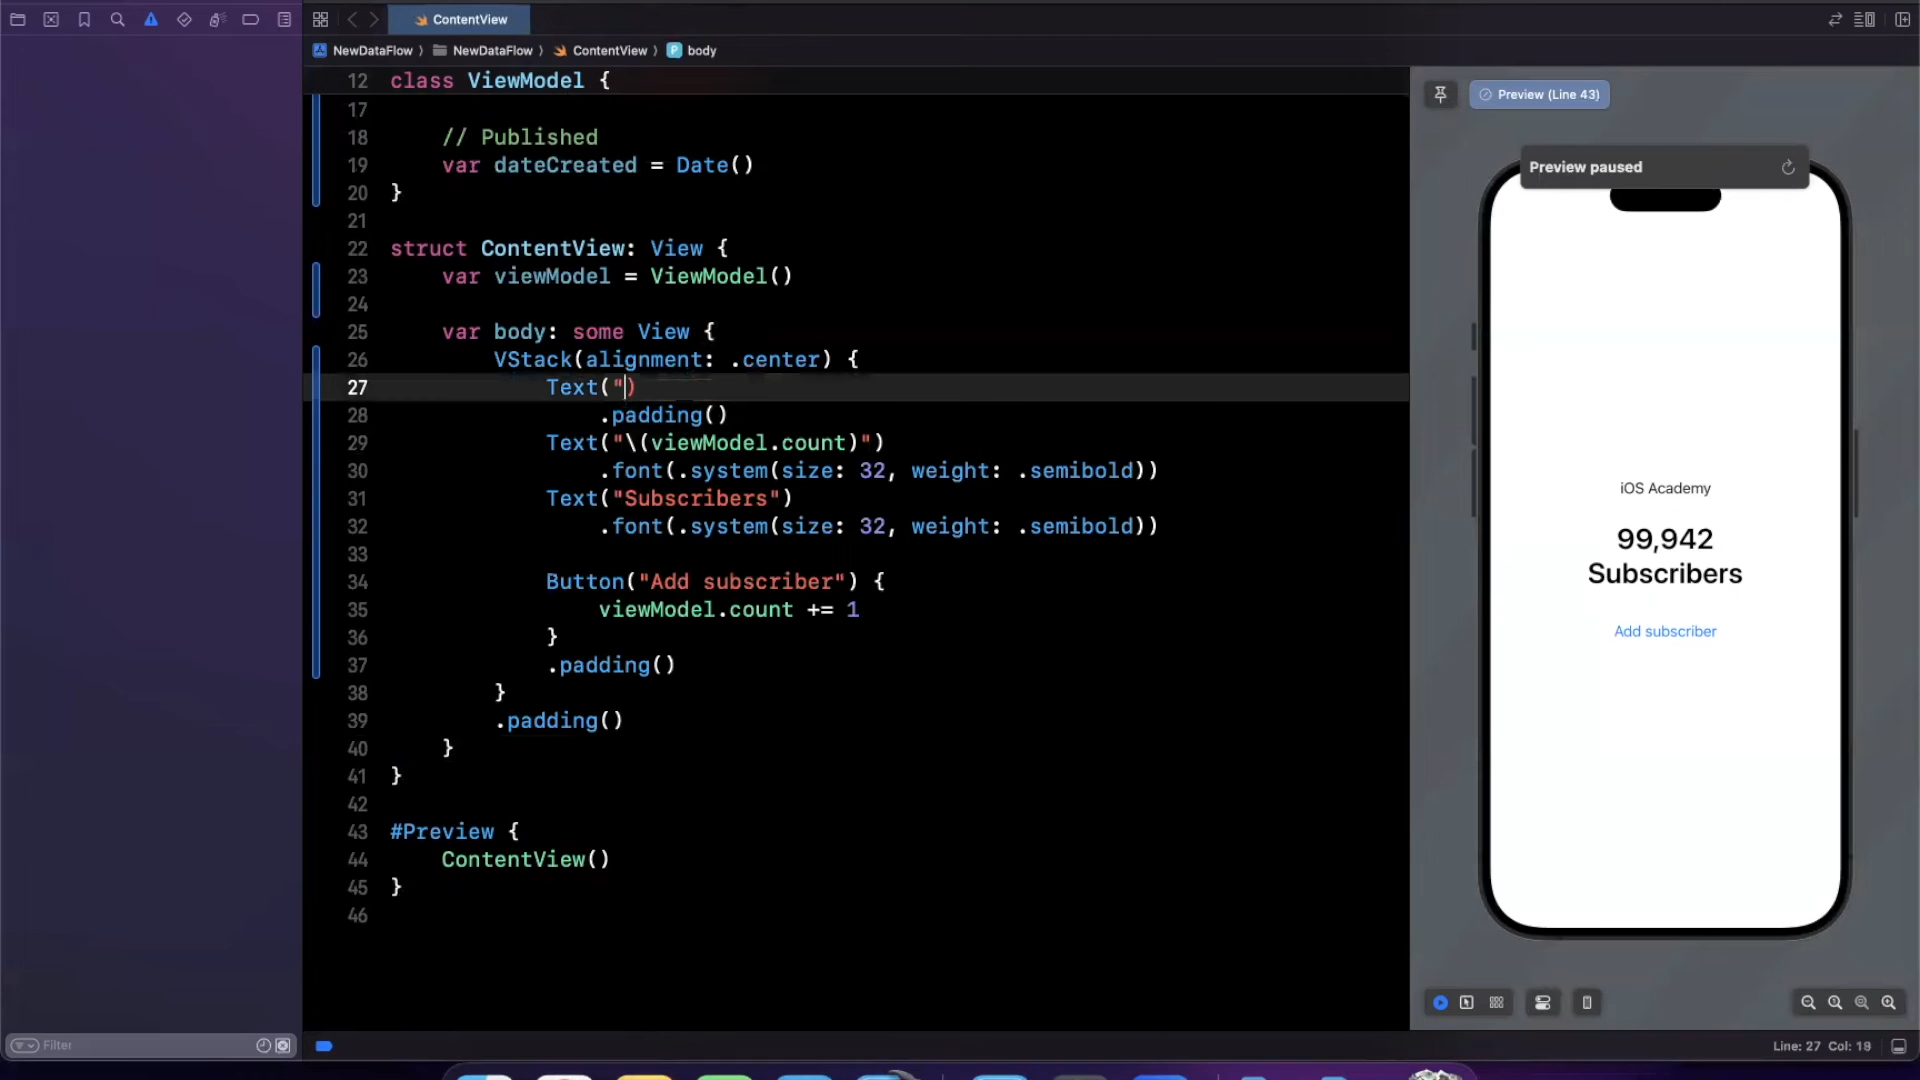 ContentView
NewDataFlow 〉 NewDataFlow 〉 ContentView 〉 P body
12 class ViewModel {
17
18 // Published
19 var dateCreated = Date()
20 }
21
22 struct ContentView: View {
23 var viewModel = ViewModel()
24
25 var body: some View {
26 VStack(alignment: .center) {
27 Text(")
28 .padding()
29 Text("\(viewModel.count)")
30 .font(.system(size: 32, weight: .semibold))
31 Text("Subscribers")
32 .font(.system(size: 32, weight: .semibold))
33
34 Button("Add subscriber") {
35 viewModel.count += 1
36 }
37 .padding()
38 }
39 .padding()
40 }
41 }
42
43 #Preview {
44 ContentView()
45 }
46
Preview (Line 43)
Preview paused
iOS Academy
99,942
Subscribers
Add subscriber
Filter
Line: 27 Col: 19